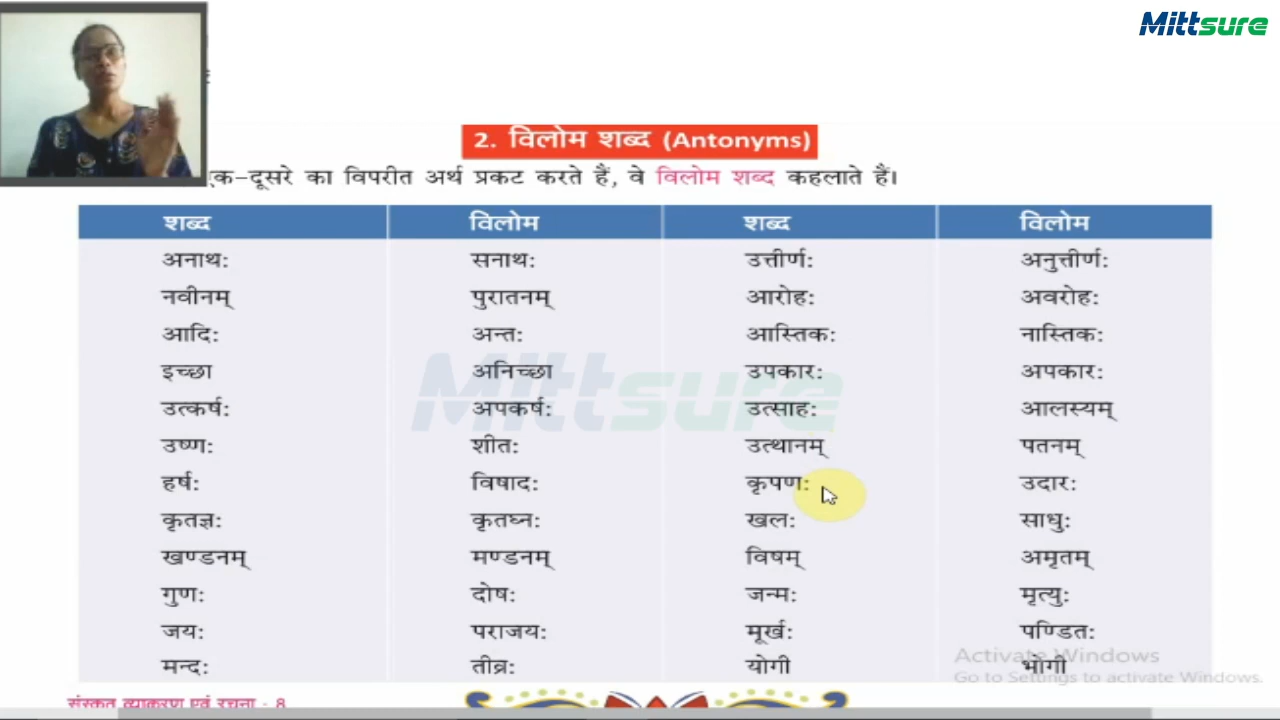 Mittsure
2. विलोम शब्द (Antonyms)
एक-दूसरे का विपरीत अर्थ प्रकट करते हैं, वे विलोम शब्द कहलाते हैं।
शब्द विलोम शब्द विलोम
अनाथः सनाथः उत्तीर्णः अनुत्तीर्णः
नवीनम् पुरातनम् आरोहः अवरोहः
आदिः अन्तः आस्तिकः नास्तिकः
इच्छा अनिच्छा उपकारः अपकारः
उत्कर्षः अपकर्षः उत्साहः आलस्यम्
उष्णः शीतः उत्थानम् पतनम्
हर्षः विषादः कृपणः उदारः
कृतज्ञः कृतघ्नः खलः साधुः
खण्डनम् मण्डनम् विषम् अमृतम्
गुणः दोषः जन्मः मृत्युः
जयः पराजयः मूर्खः पण्डितः
मन्दः तीव्रः योगी भोगी
Mittsure
Activate Windows
Go to Settings to activate Windows.
संस्कृत व्याकरण एवं रचना - 8